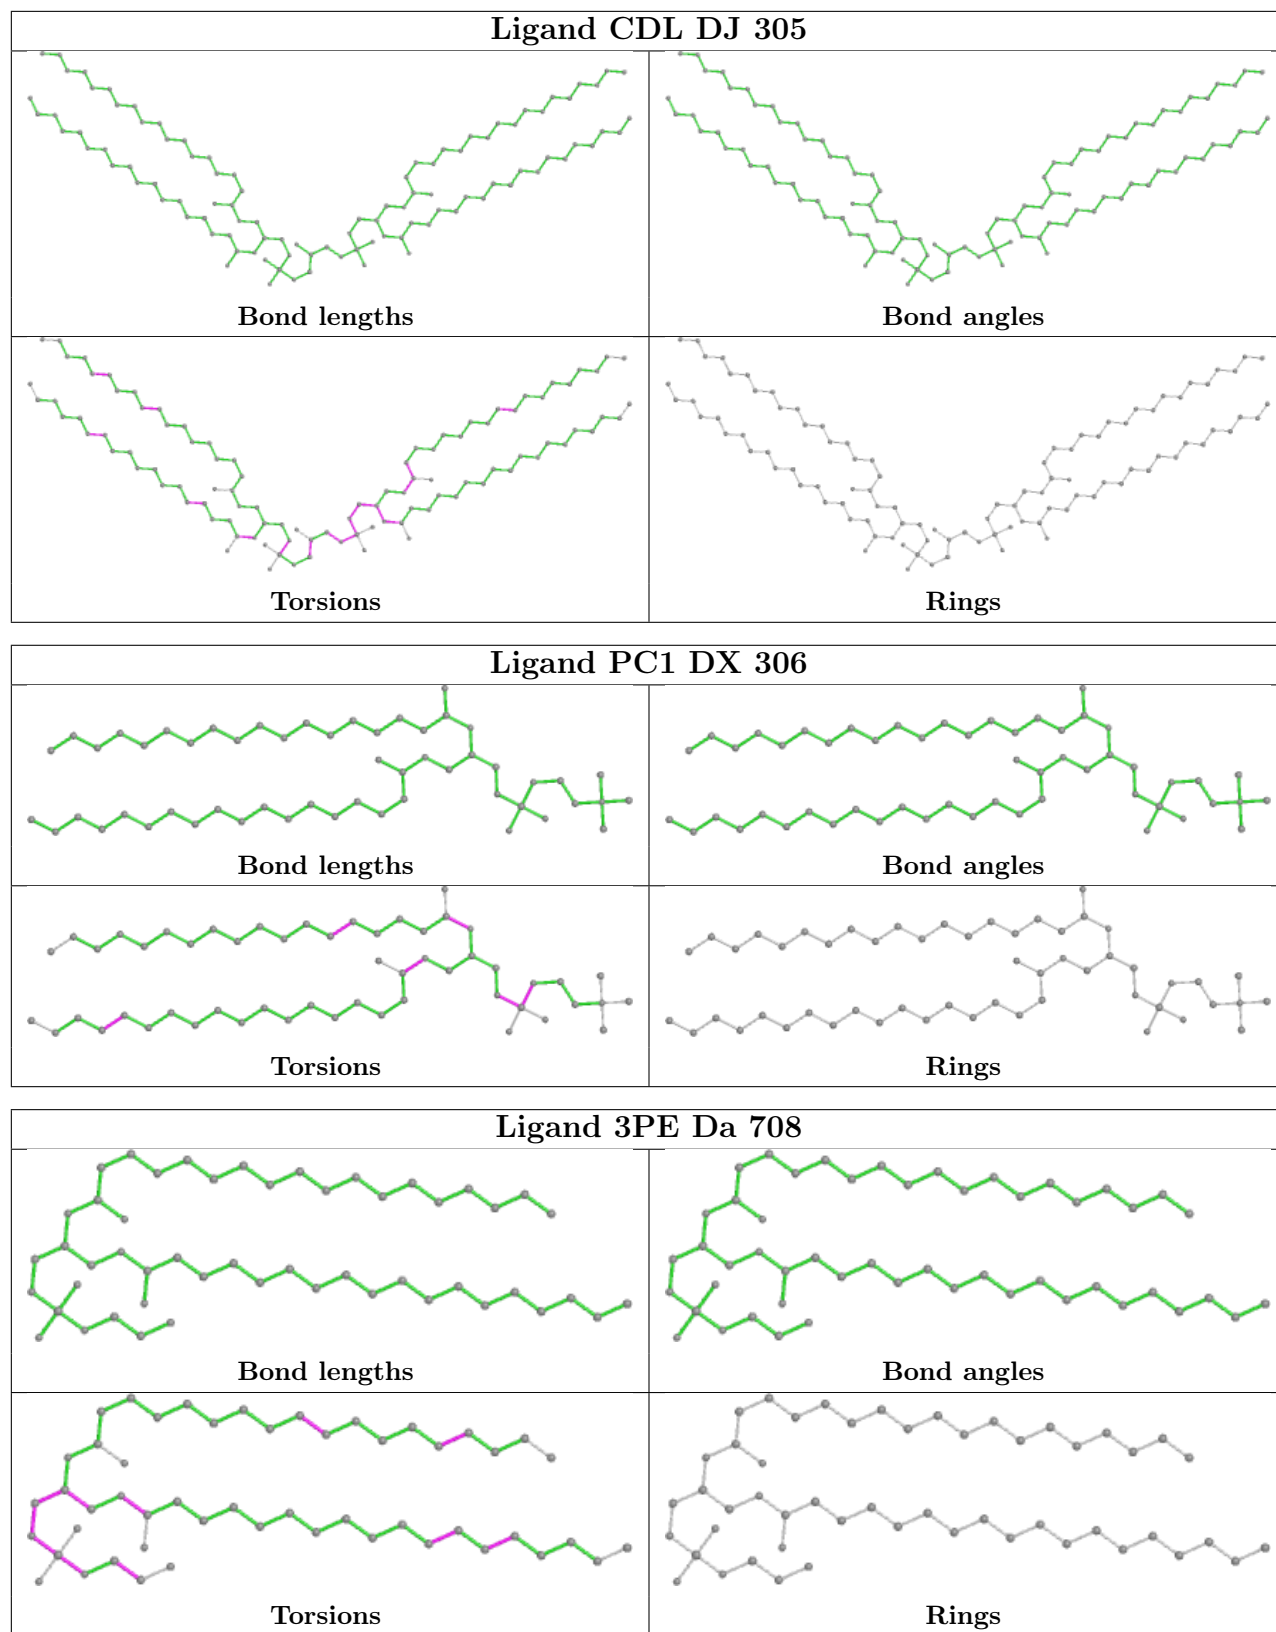 Ligand CDL DJ 305
Bond lengths
Bond angles
Torsions
Rings
Ligand PC1 DX 306
Bond lengths
Bond angles
Torsions
Rings
Ligand 3PE Da 708
Bond lengths
Bond angles
Torsions
Rings